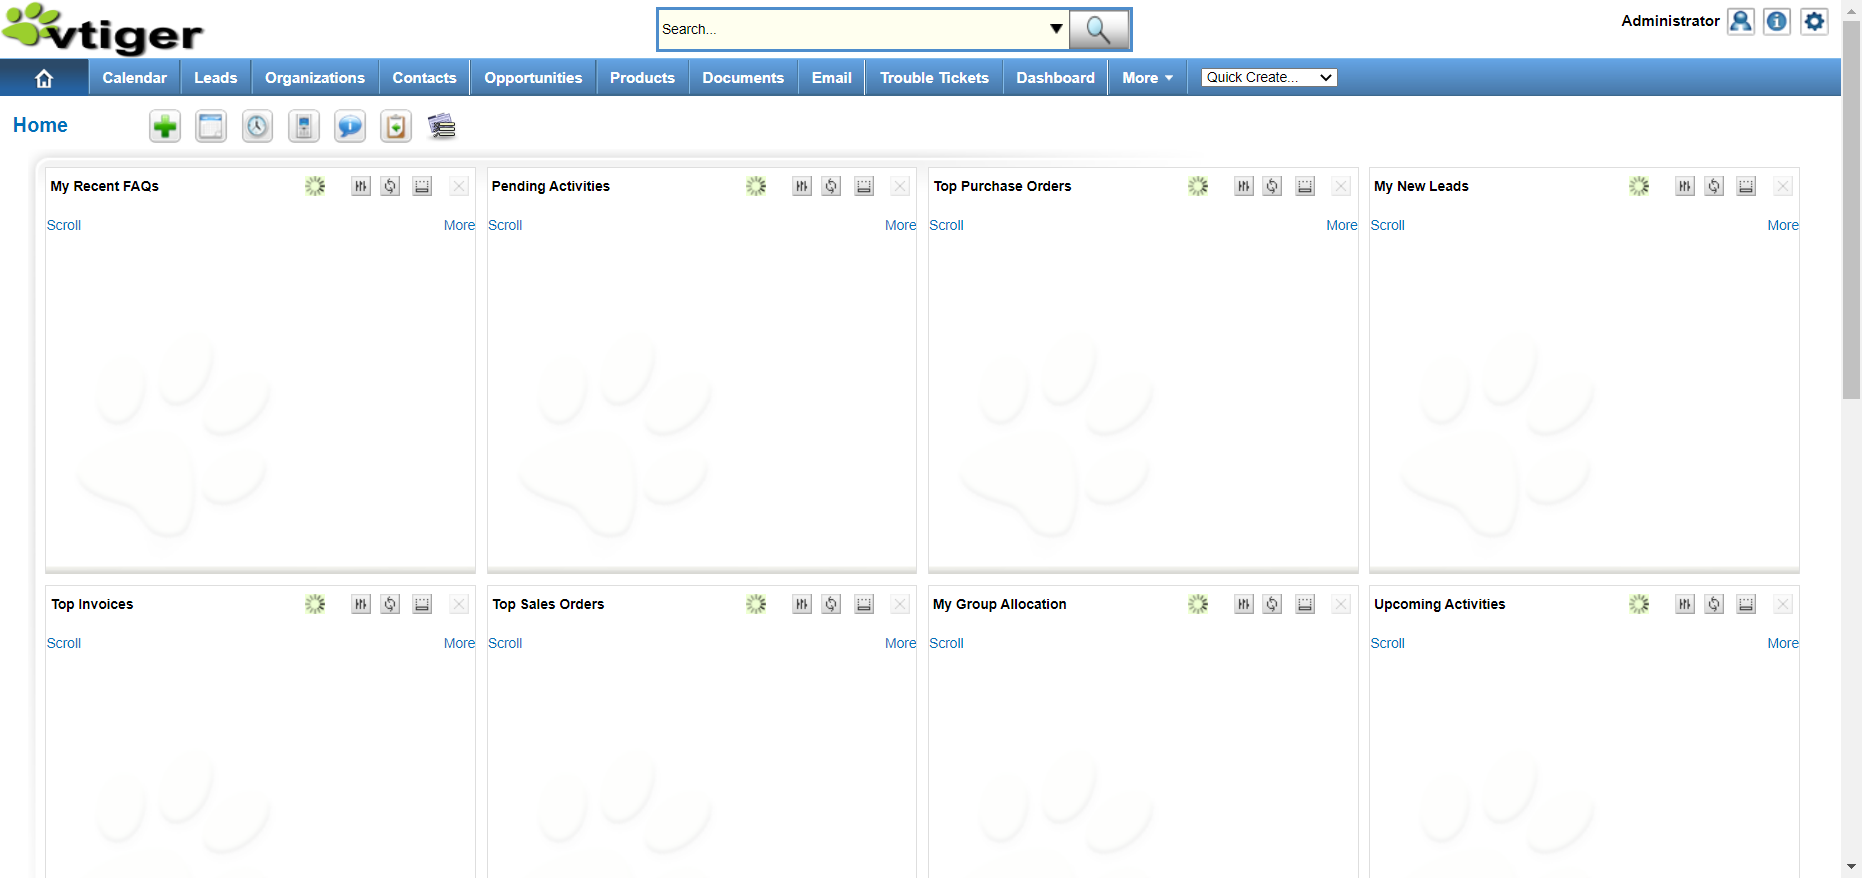 vtiger
Search...
Administrator
Calendar Leads Organizations Contacts Opportunities Products Documents Email Trouble Tickets Dashboard More Quick Create...
Home
My Recent FAQs Pending Activities Top Purchase Orders My New Leads
Scroll More Scroll More Scroll More Scroll More
Top Invoices Top Sales Orders My Group Allocation Upcoming Activities
Scroll More Scroll More Scroll Scroll More